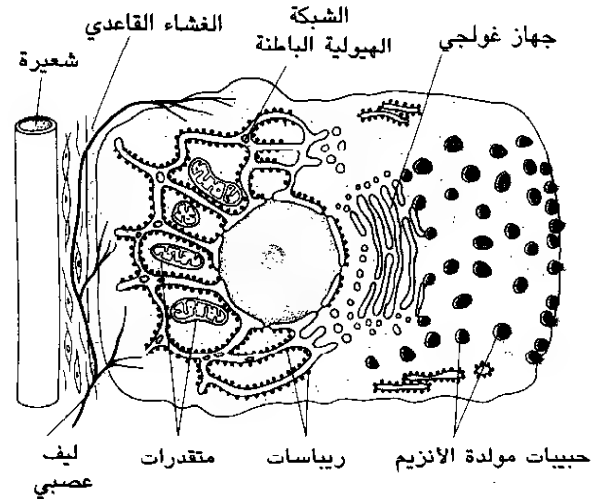 الشبكة
الهيولية الباطنة
الغشاء القاعدي
جهاز غولجي
شعيرة
ليف
عصبي
متقدرات
ريباسات
حبيبات مولدة الأنزيم